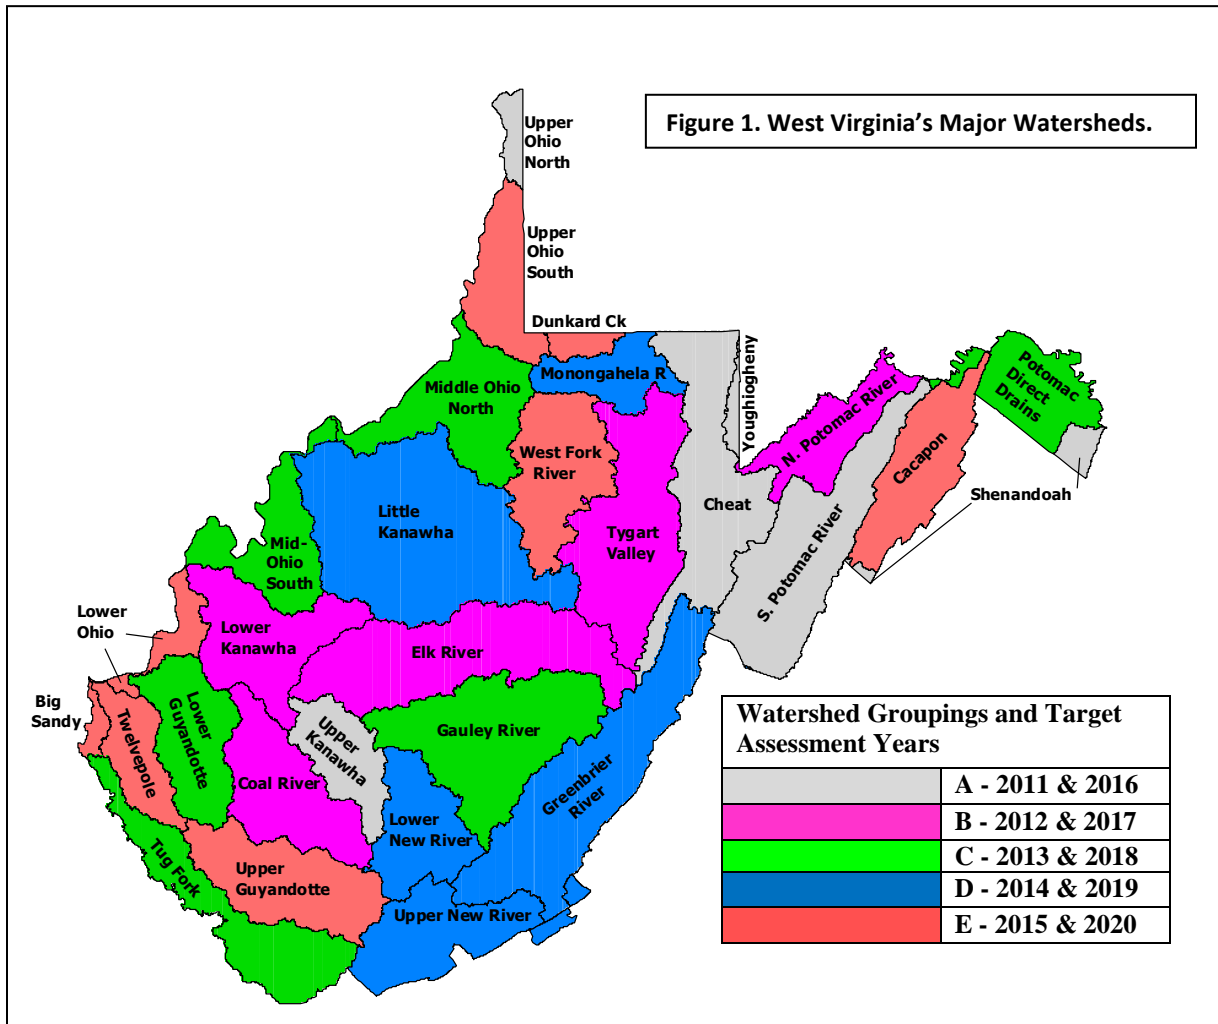 Figure 1. West Virginia's Major Watersheds.
Upper
Ohio
North
Upper
Ohio
South
Dunkard Ck
Monongahela R
Middle Ohio
North
Youghiogheny
N. Potomac River
Potomac
Direct
Drains
West Fork
River
Cacapon
Shenandoah
Cheat
Little
Kanawha
Tygart
Valley
Mid-
Ohio
South
S. Potomac River
Lower
Ohio
Lower
Kanawha
Elk River
Big
Sandy
Twelvepole
Lower
Guyandotte
Upper
Kanawha
Gauley River
Coal River
Greenbrier
River
Lower
New River
Tug Fork
Upper
Guyandotte
Upper New River
Watershed Groupings and Target
Assessment Years
A - 2011 & 2016
B - 2012 & 2017
C - 2013 & 2018
D - 2014 & 2019
E - 2015 & 2020